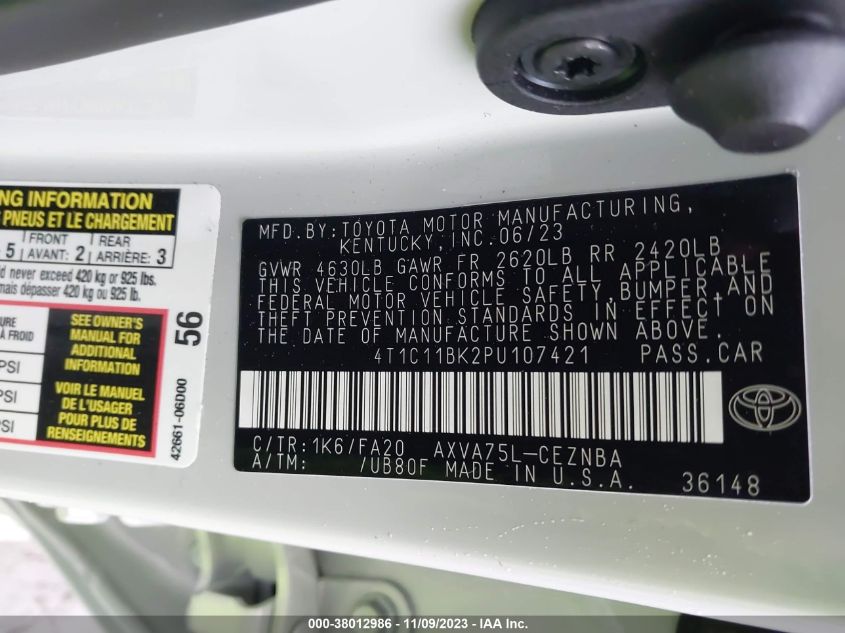 NG INFORMATION
PNEUS ET LE CHARGEMENT
5 FRONT AVANT: 2 REAR ARRIÈRE: 3
d never exceed 420 kg or 925 lbs.
mais dépasser 420 kg ou 925 lb.
URE
À FROID
PSI
PSI
PSI
SEE OWNER'S
MANUAL FOR
ADDITIONAL
INFORMATION
VOIR LE MANUEL
DE L'USAGER
POUR PLUS DE
RENSEIGNEMENTS
56
42661-06D00
MFD.BY:TOYOTA MOTOR MANUFACTURING,
KENTUCKY,INC.06/23
GVWR 4630LB GAWR FR 2620LB RR 2420LB
THIS VEHICLE CONFORMS TO ALL APPLICABLE
FEDERAL MOTOR VEHICLE SAFETY,BUMPER,AND
THEFT PREVENTION STANDARDS IN EFFECT ON
THE DATE OF MANUFACTURE SHOWN ABOVE.
4T1C11BK2PU107421 PASS.CAR
C/TR:1K6/FA20 AXVA75L-CEZNBA
A/TM: /UB80F MADE IN U.S.A.
36148
000-38012986 - 11/09/2023 - IAA Inc.